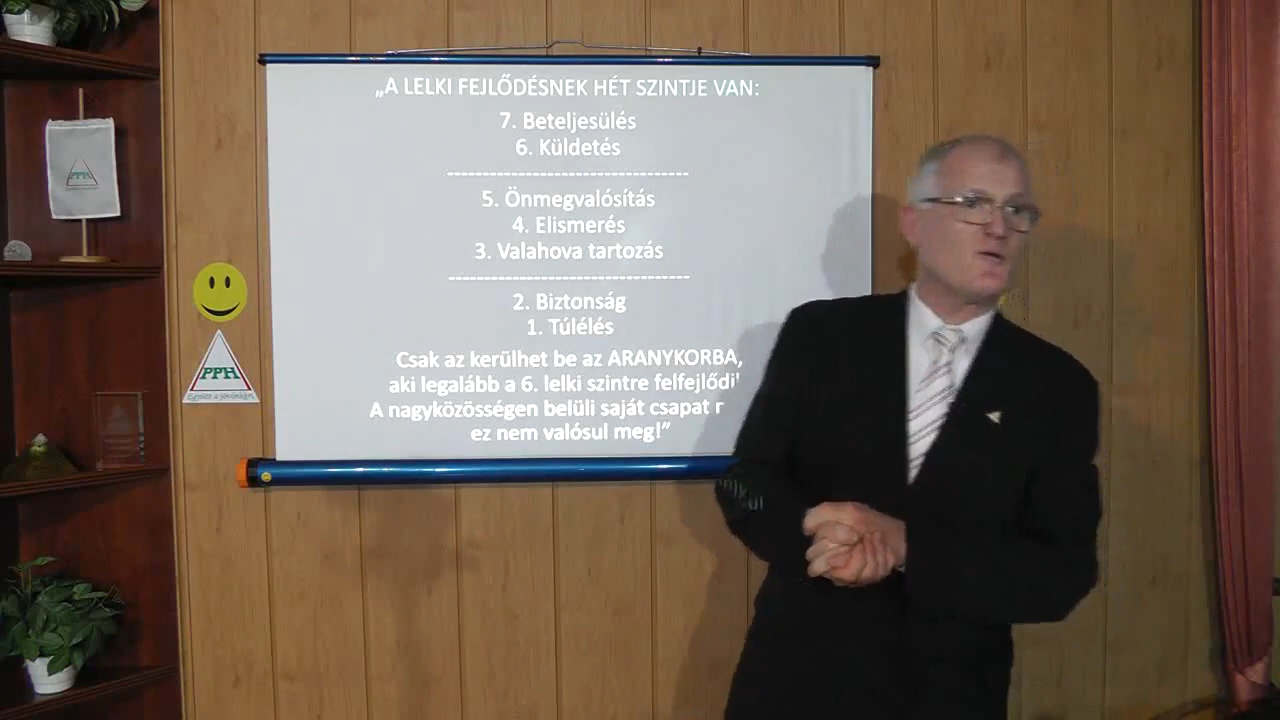 „A LELKI FEJLŐDÉSNEK HÉT SZINTJE VAN:
7. Beteljesülés
6. Küldetés
--------------------------------
5. Önmegvalósítás
4. Elismerés
3. Valahova tartozás
--------------------------------
2. Biztonság
1. Túlélés
Csak az kerülhet be az ARANYKORBA,
aki legalább a 6. lelki szintre
A nagyközösségen belüli saját csapat
ez nem valósul meg!”
PPH
PPH
Együtt a jövőnkért